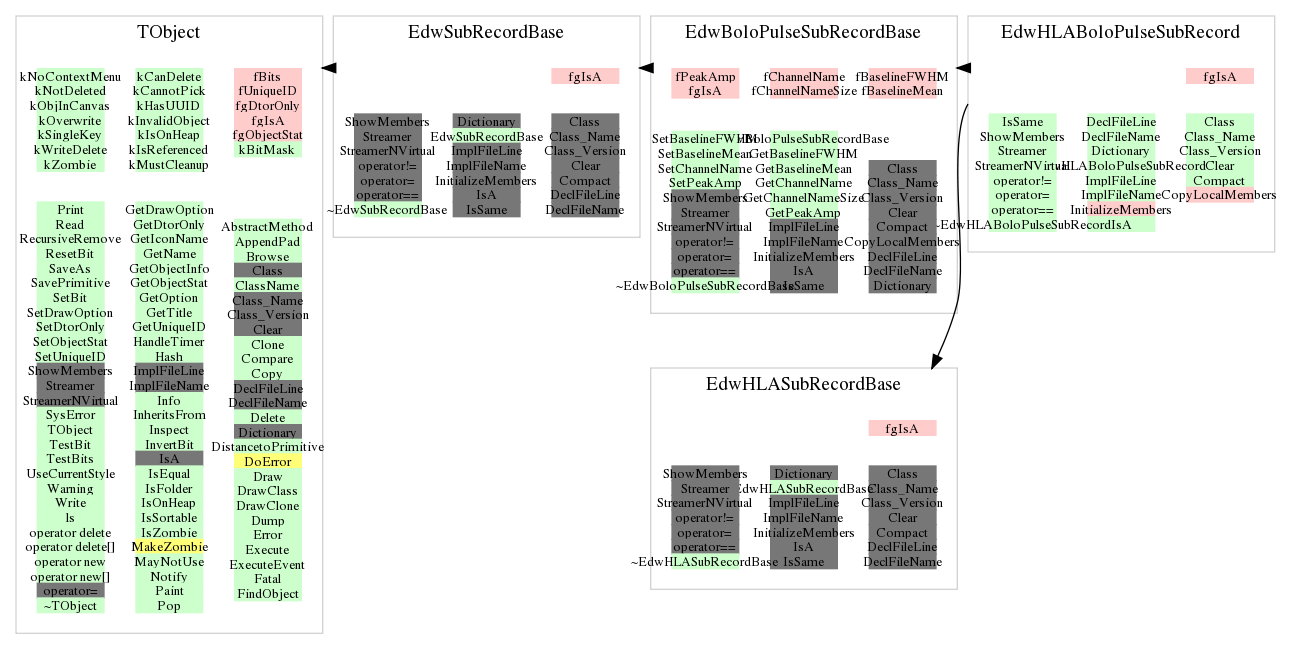 TObject
kNoContextMenu
kNotDeleted
kObjInCanvas
kOverwrite
kSingleKey
kWriteDelete
kZombie
kCanDelete
kCannotPick
kHasUUID
kInvalidObject
kIsOnHeap
kIsReferenced
kMustCleanup
fBits
fUniqueID
fgDtorOnly
fgIsA
fgObjectStat
kBitMask
Print
Read
RecursiveRemove
ResetBit
SaveAs
SavePrimitive
SetBit
SetDrawOption
SetDtorOnly
SetObjectStat
SetUniqueID
ShowMembers
Streamer
StreamerNVirtual
SysError
TObject
TestBit
TestBits
UseCurrentStyle
Warning
Write
ls
operator delete
operator delete[]
operator new
operator new[]
operator=
~TObject
GetDrawOption
GetDtorOnly
GetIconName
GetName
GetObjectInfo
GetObjectStat
GetOption
GetTitle
GetUniqueID
HandleTimer
Hash
ImplFileLine
ImplFileName
Info
InheritsFrom
Inspect
InvertBit
IsA
IsEqual
IsFolder
IsOnHeap
IsSortable
IsZombie
MakeZombie
MayNotUse
Notify
Paint
Pop
AbstractMethod
AppendPad
Browse
Class
ClassName
Class_Name
Class_Version
Clear
Clone
Compare
Copy
DeclFileLine
DeclFileName
Delete
Dictionary
DistancetoPrimitive
DoError
Draw
DrawClass
DrawClone
Dump
Error
Execute
ExecuteEvent
Fatal
FindObject
EdwSubRecordBase
fgIsA
ShowMembers
Streamer
StreamerNVirtual
operator!=
operator=
operator==
~EdwSubRecordBase
Dictionary
EdwSubRecordBase
ImplFileLine
ImplFileName
InitializeMembers
IsA
IsSame
Class
Class_Name
Class_Version
Clear
Compact
DeclFileLine
DeclFileName
EdwBoloPulseSubRecordBase
fPeakAmp
fgIsA
fChannelName
fChannelNameSize
fBaselineFWHM
fBaselineMean
SetBaselineFWHM
SetBaselineMean
SetChannelName
SetPeakAmp
ShowMembers
Streamer
StreamerNVirtual
operator!=
operator=
operator==
~EdwBoloPulseSubRecordBase
EdwBoloPulseSubRecordBase
GetBaselineFWHM
GetBaselineMean
GetChannelName
GetChannelNameSize
GetPeakAmp
ImplFileLine
ImplFileName
InitializeMembers
IsA
IsSame
Class
Class_Name
Class_Version
Clear
Compact
CopyLocalMembers
DeclFileLine
DeclFileName
Dictionary
EdwHLABoloPulseSubRecord
fgIsA
IsSame
ShowMembers
Streamer
StreamerNVirtual
operator!=
operator=
operator==
~EdwHLABoloPulseSubRecord
DeclFileLine
DeclFileName
Dictionary
EdwHLABoloPulseSubRecord
ImplFileLine
ImplFileName
InitializeMembers
IsA
Class
Class_Name
Class_Version
Clear
Compact
CopyLocalMembers
EdwHLASubRecordBase
fgIsA
ShowMembers
Streamer
StreamerNVirtual
operator!=
operator=
operator==
~EdwHLASubRecordBase
Dictionary
EdwHLASubRecordBase
ImplFileLine
ImplFileName
InitializeMembers
IsA
IsSame
Class
Class_Name
Class_Version
Clear
Compact
DeclFileLine
DeclFileName